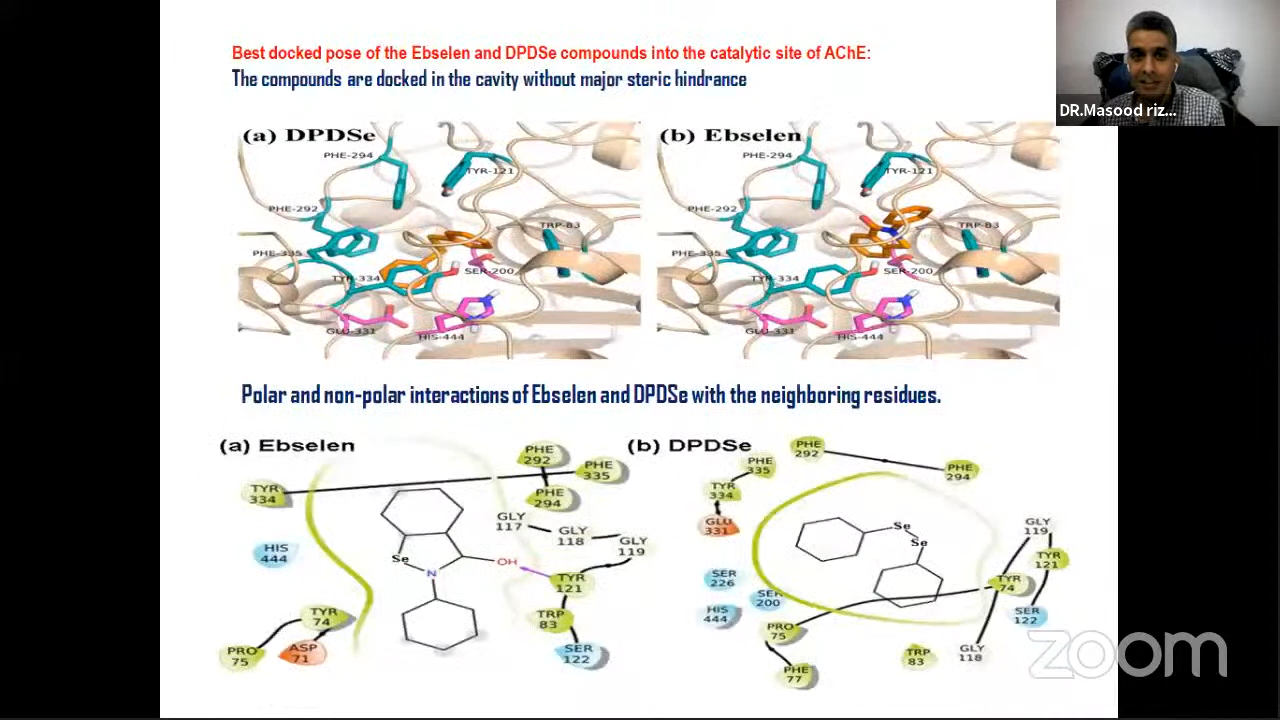 Best docked pose of the Ebselen and DPDSe compounds into the catalytic site of AChE:
The compounds are docked in the cavity without major steric hindrance
DR.Masood riz...
(a) DPDSe
PHE-294
TYR-121
PHE-292
TRP-83
PHE-335
TYR-334
SER-200
GLU-331
HIS-444
(b) Ebselen
PHE-294
TYR-121
PHE-292
TRP-83
PHE-335
TYR-334
SER-200
GLU-331
HIS-444
Polar and non-polar interactions of Ebselen and DPDSe with the neighboring residues.
(a) Ebselen
PHE
292
PHE
335
TYR
334
PHE
294
GLY
117
GLY
118
GLY
119
HIS
444
Se
OH
N
TYR
121
TYR
74
TRP
83
PRO
75
ASP
71
SER
122
(b) DPDSe
PHE
292
PHE
335
PHE
294
TYR
334
GLU
331
Se
Se
GLY
119
TYR
121
SER
226
TYR
74
SER
200
HIS
444
SER
122
PRO
75
TRP
83
GLY
118
PHE
77
zoom